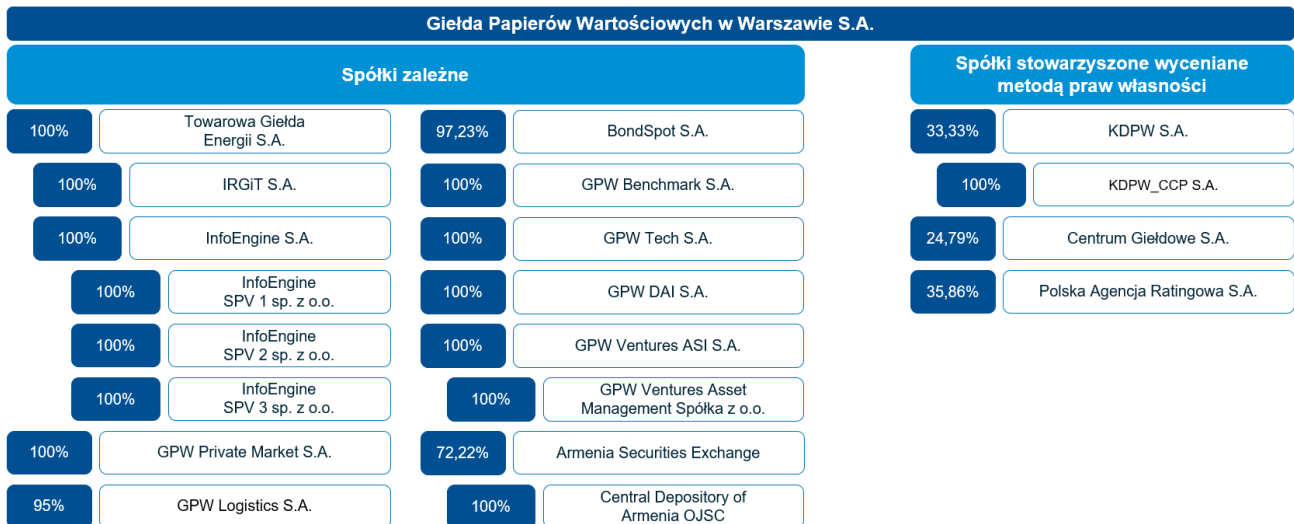 Giełda Papierów Wartościowych w Warszawie S.A.
Spółki zależne
100%
Towarowa Giełda
Energii S.A.
100%
IRGiT S.A.
100%
InfoEngine S.A.
100%
InfoEngine
SPV 1 sp. z o.o.
100%
InfoEngine
SPV 2 sp. z o.o.
100%
InfoEngine
SPV 3 sp. z o.o.
100%
GPW Private Market S.A.
95%
GPW Logistics S.A.
97,23%
BondSpot S.A.
100%
GPW Benchmark S.A.
100%
GPW Tech S.A.
100%
GPW DAI S.A.
100%
GPW Ventures ASI S.A.
100%
GPW Ventures Asset
Management Spółka z o.o.
72,22%
Armenia Securities Exchange
100%
Central Depository of
Armenia OJSC
Spółki stowarzyszone wyceniane
metodą praw własności
33,33%
KDPW S.A.
100%
KDPW_CCP S.A.
24,79%
Centrum Giełdowe S.A.
35,86%
Polska Agencja Ratingowa S.A.